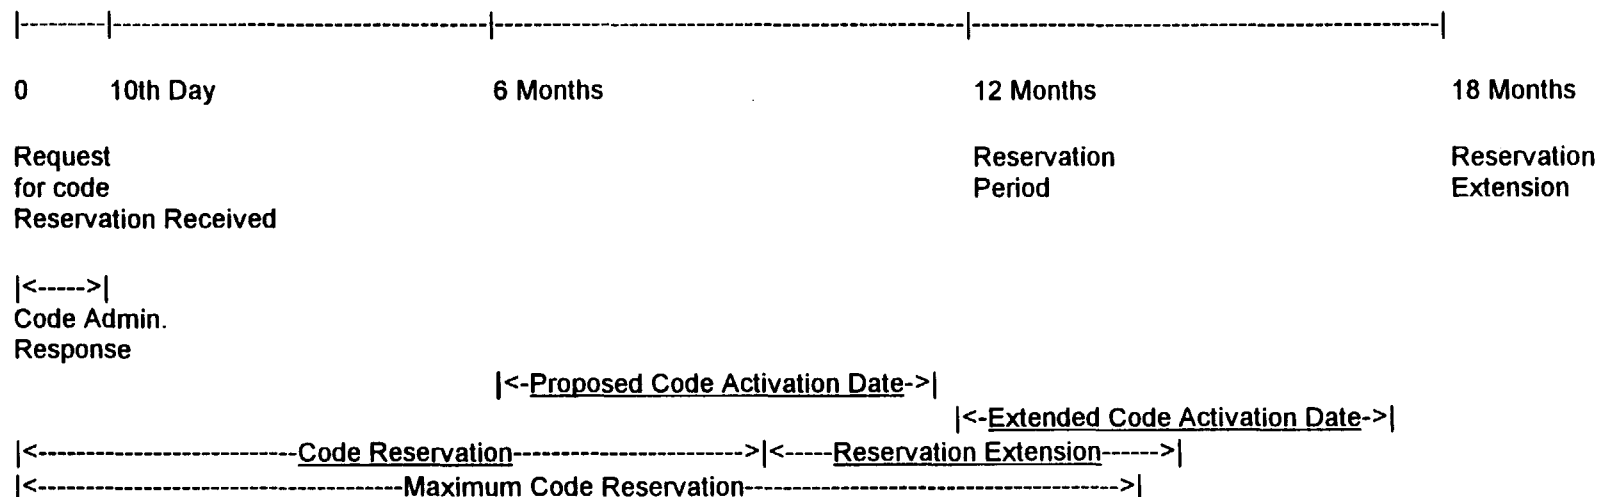 |--------|--------------------------------|----------------------------------------|----------------------------------------|
0 10th Day 6 Months 12 Months 18 Months
Request Reservation Reservation
for code Period Extension
Reservation Received
|<----->|
Code Admin.
Response
|<-Proposed Code Activation Date->|
|<-Extended Code Activation Date->|
|<--------------------------Code Reservation----------------------->|<-----Reservation Extension------>|
|<------------------------------------Maximum Code Reservation-------------------------------------->|